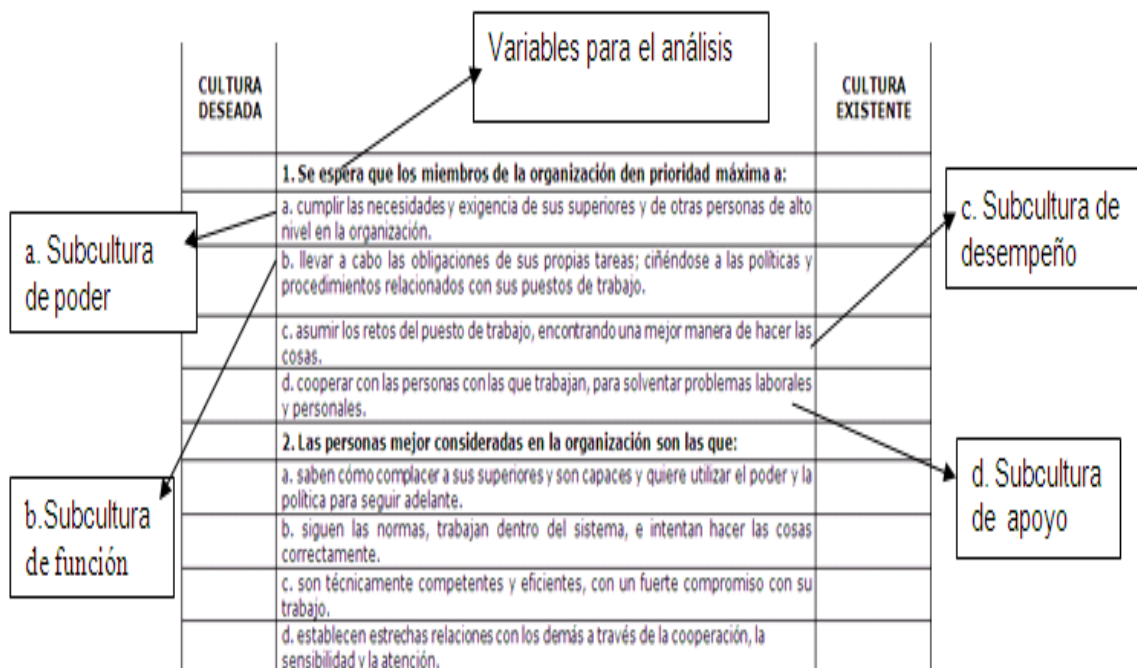 Variables para el análisis
CULTURA
DESEADA
CULTURA
EXISTENTE
1. Se espera que los miembros de la organización den prioridad máxima a:
a. cumplir las necesidades y exigencia de sus superiores y de otras personas de alto
nivel en la organización.
b. llevar a cabo las obligaciones de sus propias tareas; ciñéndose a las políticas y
procedimientos relacionados con sus puestos de trabajo.
c. asumir los retos del puesto de trabajo, encontrando una mejor manera de hacer las
cosas.
d. cooperar con las personas con las que trabajan, para solventar problemas laborales
y personales.
2. Las personas mejor consideradas en la organización son las que:
a. saben cómo complacer a sus superiores y son capaces y quiere utilizar el poder y la
política para seguir adelante.
b. siguen las normas, trabajan dentro del sistema, e intentan hacer las cosas
correctamente.
c. son técnicamente competentes y eficientes, con un fuerte compromiso con su
trabajo.
d. establecen estrechas relaciones con los demás a través de la cooperación, la
sensibilidad y la atención.
a. Subcultura
de poder
b.Subcultura
de función
c. Subcultura de
desempeño
d. Subcultura
de apoyo